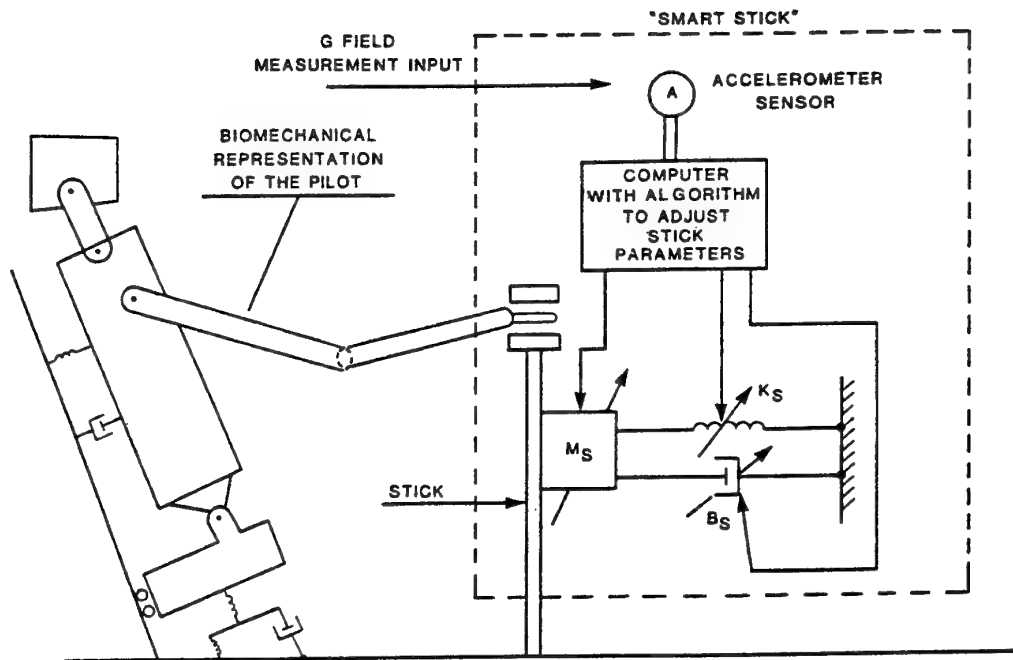 "SMART STICK"
G FIELD
MEASUREMENT INPUT
A
ACCELEROMETER
SENSOR
BIOMECHANICAL
REPRESENTATION
OF THE PILOT
COMPUTER
WITH ALGORITHM
TO ADJUST
STICK
PARAMETERS
KS
MS
STICK
BS